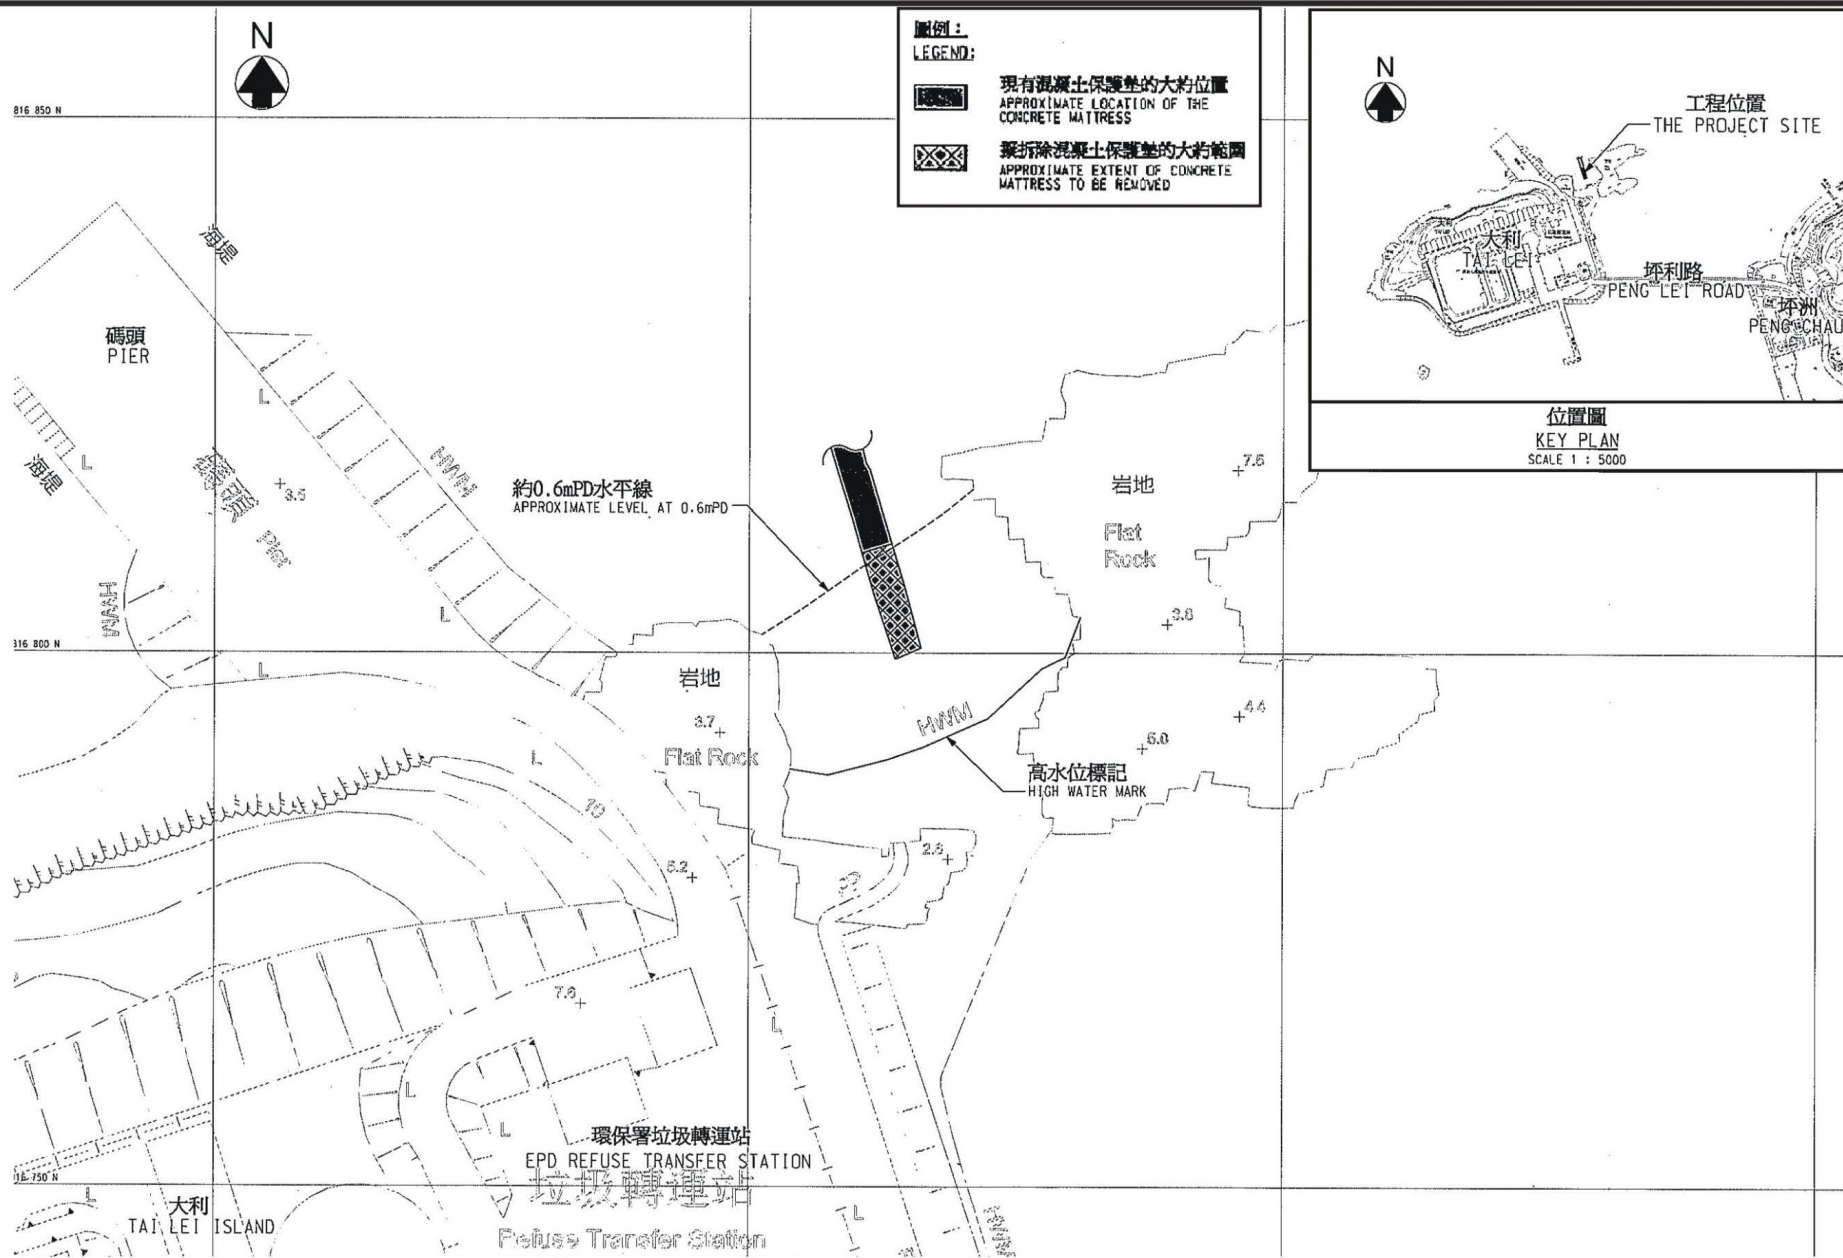 N
816 850 N
圖例：
LEGEND:
現有混凝土保護墊的大約位置
APPROXIMATE LOCATION OF THE
CONCRETE MATTRESS
擬拆除混凝土保護墊的大約範圍
APPROXIMATE EXTENT OF CONCRETE
MATTRESS TO BE REMOVED
N
工程位置
THE PROJECT SITE
大利
TAI LEI
坪利路
PENG LEI ROAD
坪洲
PENG CHAU
位置圖
KEY PLAN
SCALE 1 : 5000
海堤
碼頭
PIER
L
HWM
海堤
L
碼頭
Pier
3.5
約0.6mPD水平線
APPROXIMATE LEVEL AT 0.6mPD
岩地
Flat
Rock
7.6
HWM
L
3.8
816 800 N
L
岩地
3.7
Flat Rock
HWM
4.4
5.0
高水位標記
HIGH WATER MARK
L
10
5.2
2.8
7.6
L
L
L
環保署垃圾轉運站
EPD REFUSE TRANSFER STATION
垃圾轉運站
Refuse Transfer Station
750 N
L
大利
TAI LEI ISLAND
L